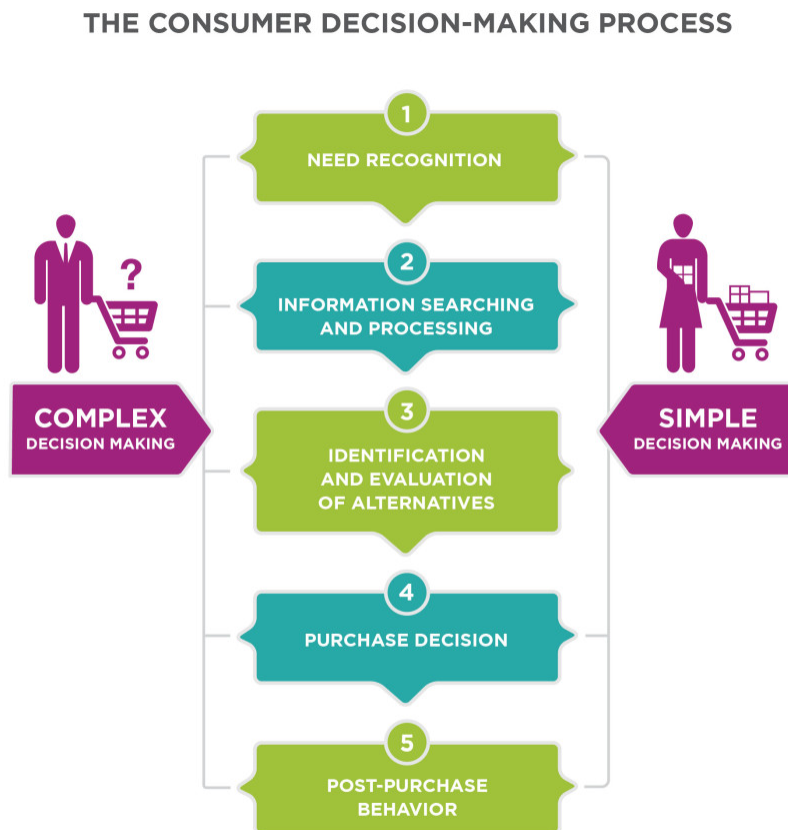 THE CONSUMER DECISION-MAKING PROCESS
1
NEED RECOGNITION
2
INFORMATION SEARCHING
AND PROCESSING
?
COMPLEX
DECISION MAKING
3
IDENTIFICATION
AND EVALUATION
OF ALTERNATIVES
SIMPLE
DECISION MAKING
4
PURCHASE DECISION
5
POST-PURCHASE
BEHAVIOR